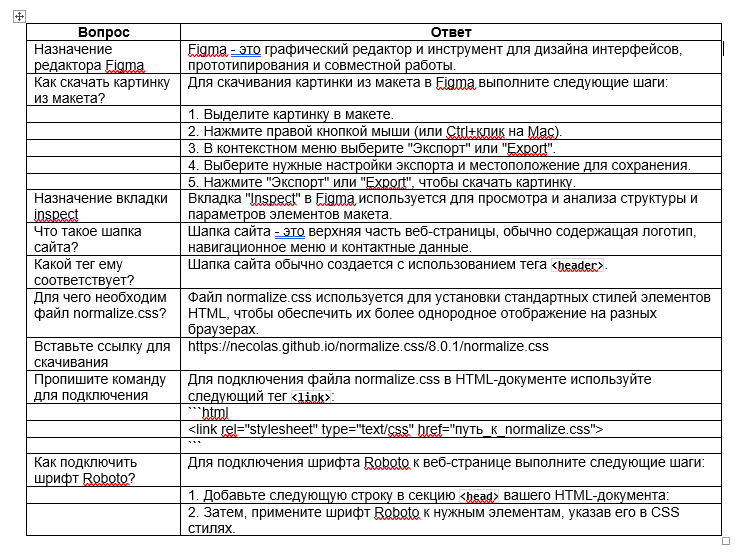 Вопрос Ответ
Назначение Figma - это графический редактор и инструмент для дизайна интерфейсов,
редактора Figma прототипирования и совместной работы.
Как скачать картинку Для скачивания картинки из макета в Figma выполните следующие шаги:
из макета?
1. Выделите картинку в макете.
2. Нажмите правой кнопкой мыши (или Ctrl+клик на Mac).
3. В контекстном меню выберите "Экспорт" или "Export".
4. Выберите нужные настройки экспорта и местоположение для сохранения.
5. Нажмите "Экспорт" или "Export", чтобы скачать картинку.
Назначение вкладки Вкладка "Inspect" в Figma используется для просмотра и анализа структуры и
inspect параметров элементов макета.
Что такое шапка Шапка сайта - это верхняя часть веб-страницы, обычно содержащая логотип,
сайта? навигационное меню и контактные данные.
Какой тег ему Шапка сайта обычно создается с использованием тега <header>.
соответствует?
Для чего необходим Файл normalize.css используется для установки стандартных стилей элементов
файл normalize.css? HTML, чтобы обеспечить их более однородное отображение на разных
браузерах.
Вставьте ссылку для https://necolas.github.io/normalize.css/8.0.1/normalize.css
скачивания
Пропишите команду Для подключения файла normalize.css в HTML-документе используйте
для подключения следующий тег <link>:
```html
<link rel="stylesheet" type="text/css" href="путь_к_normalize.css">
```
Как подключить Для подключения шрифта Roboto к веб-странице выполните следующие шаги:
шрифт Roboto?
1. Добавьте следующую строку в секцию <head> вашего HTML-документа:
2. Затем, примените шрифт Roboto к нужным элементам, указав его в CSS
стилях.